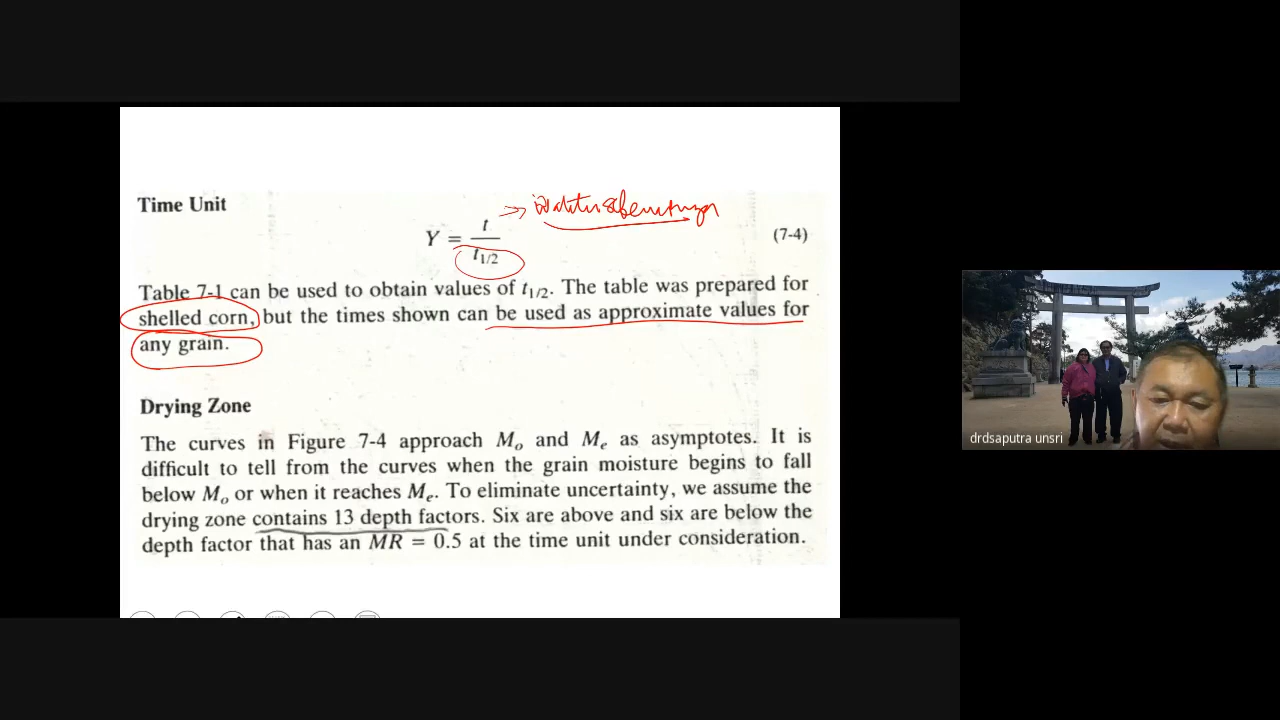 Time Unit
→ waktu sebenarnya
Y = t / t1/2
(7-4)
Table 7-1 can be used to obtain values of t1/2. The table was prepared for
shelled corn, but the times shown can be used as approximate values for
any grain.
Drying Zone
The curves in Figure 7-4 approach Mo and Me as asymptotes. It is
difficult to tell from the curves when the grain moisture begins to fall
below Mo or when it reaches Me. To eliminate uncertainty, we assume the
drying zone contains 13 depth factors. Six are above and six are below the
depth factor that has an MR = 0.5 at the time unit under consideration.
drdsaputra unsri